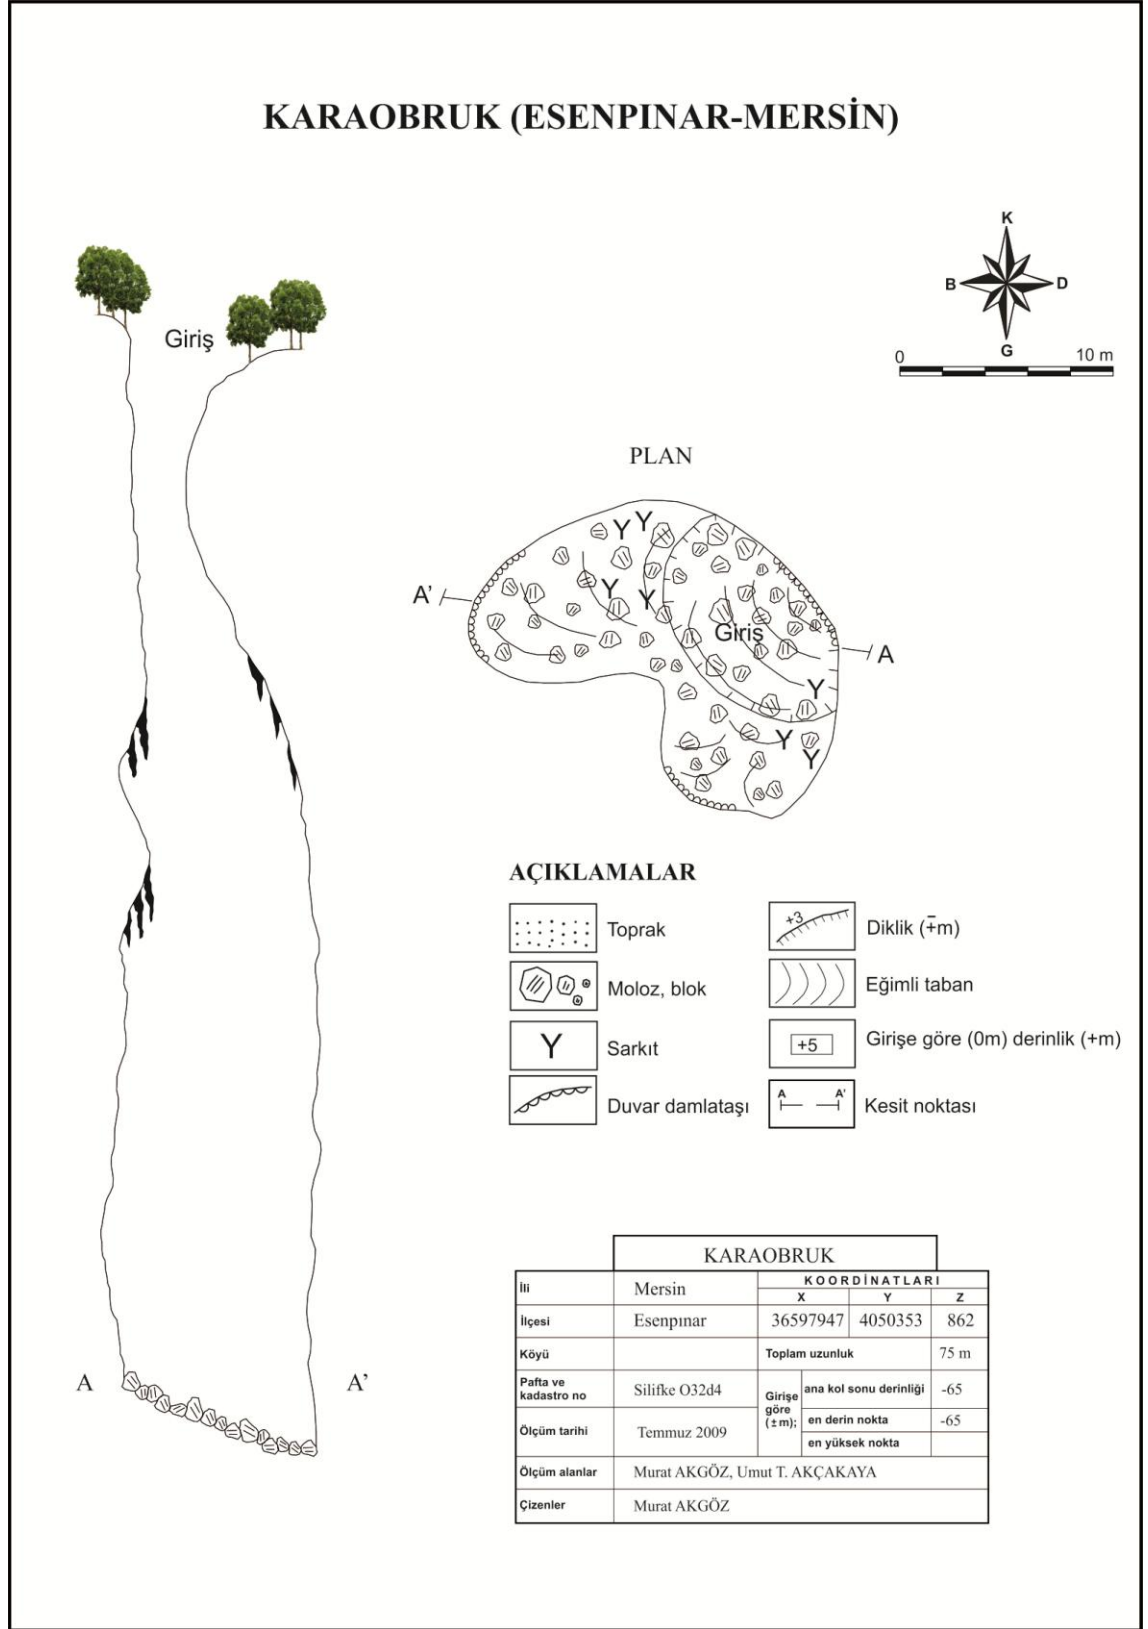 KARAOBRUK (ESENPINAR-MERSİN)
K
B
D
G
0 10 m
Giriş
PLAN
Y Y
Y Y
A'
Giriş
A
Y
Y
Y
AÇIKLAMALAR
Toprak
+3 Diklik (∓m)
Moloz, blok
Eğimli taban
Y Sarkıt
+5 Girişe göre (0m) derinlik (+m)
Duvar damlataşı
A A' Kesit noktası
A A'
KARAOBRUK
İli Mersin KOORDİNATLARI
X Y Z
İlçesi Esenpınar 36597947 4050353 862
Köyü Toplam uzunluk 75 m
Pafta ve
kadastro no Silifke O32d4
Girişe
göre
(±m);
ana kol sonu derinliği -65
Ölçüm tarihi Temmuz 2009
en derin nokta -65
en yüksek nokta
Ölçüm alanlar Murat AKGÖZ, Umut T. AKÇAKAYA
Çizenler Murat AKGÖZ